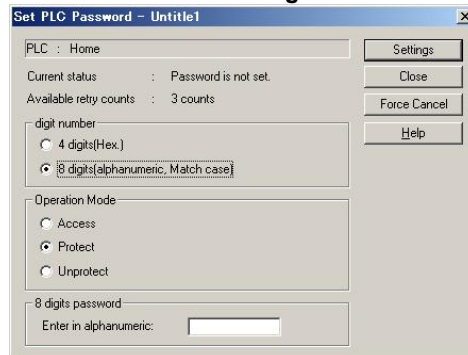 Set PLC Password - Untitle1
PLC : Home
Settings
Current status : Password is not set.
Close
Available retry counts : 3 counts
Force Cancel
digit number
Help
4 digits(Hex.)
8 digits(alphanumeric, Match case)
Operation Mode
Access
Protect
Unprotect
8 digits password
Enter in alphanumeric: